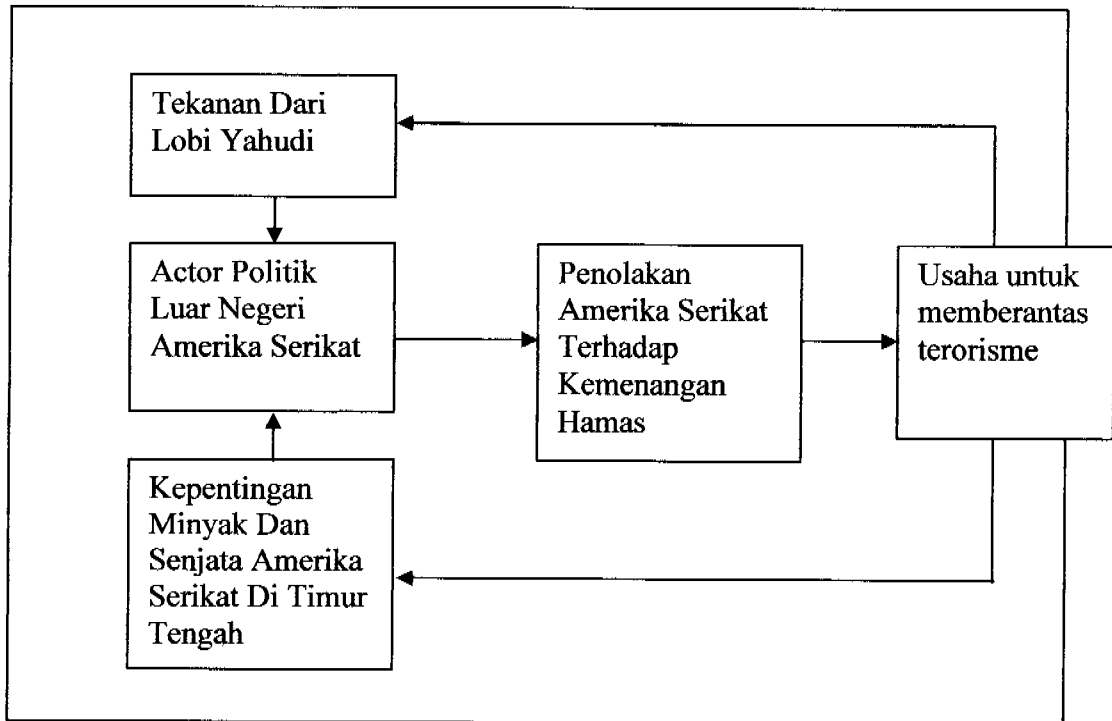 Tekanan Dari
Lobi Yahudi
Actor Politik
Luar Negeri
Amerika Serikat
Penolakan
Amerika Serikat
Terhadap
Kemenangan
Hamas
Usaha untuk
memberantas
terorisme
Kepentingan
Minyak Dan
Senjata Amerika
Serikat Di Timur
Tengah